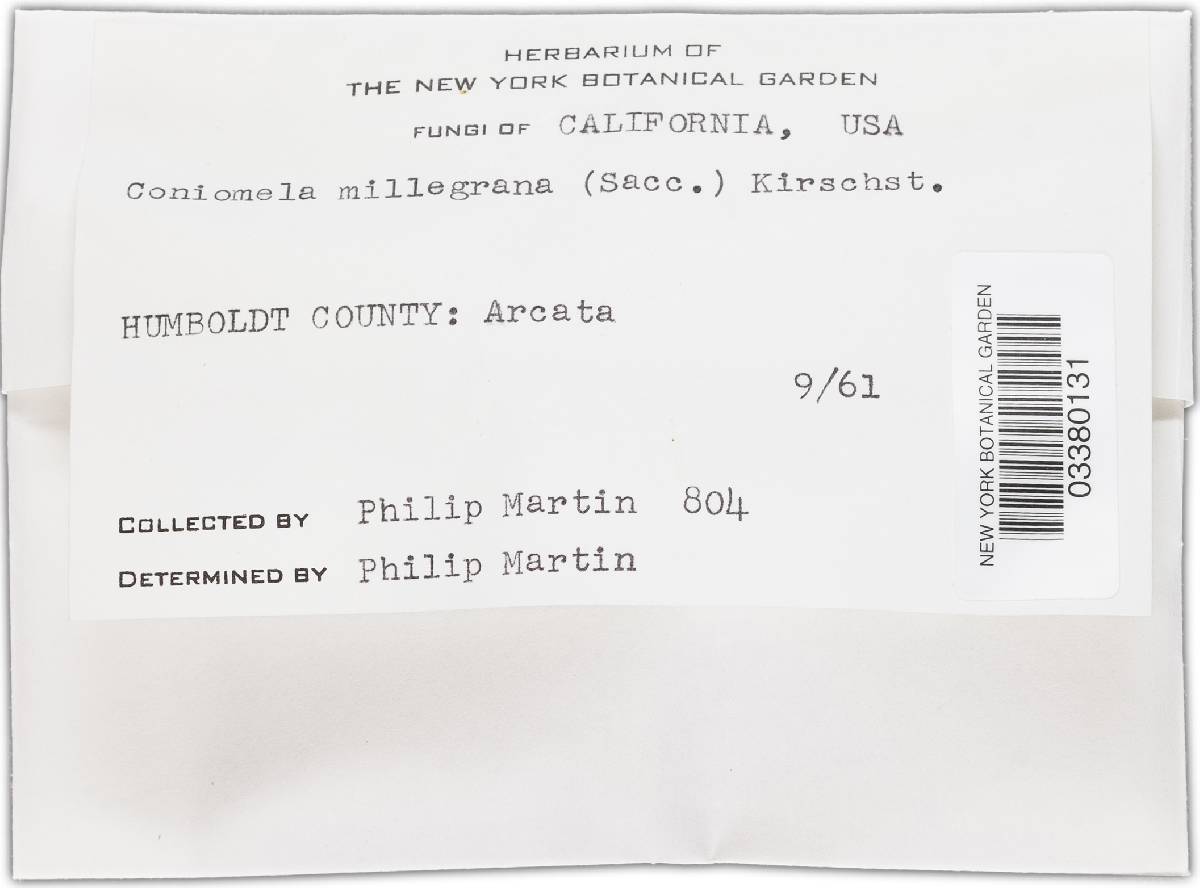 HERBARIUM OF
THE NEW YORK BOTANICAL GARDEN
FUNGI OF CALIFORNIA, USA
Coniomela millegrana (Sacc.) Kirschst.
HUMBOLDT COUNTY: Arcata
9/61
COLLECTED BY Philip Martin 804
DETERMINED BY Philip Martin
NEW YORK BOTANICAL GARDEN
03380131